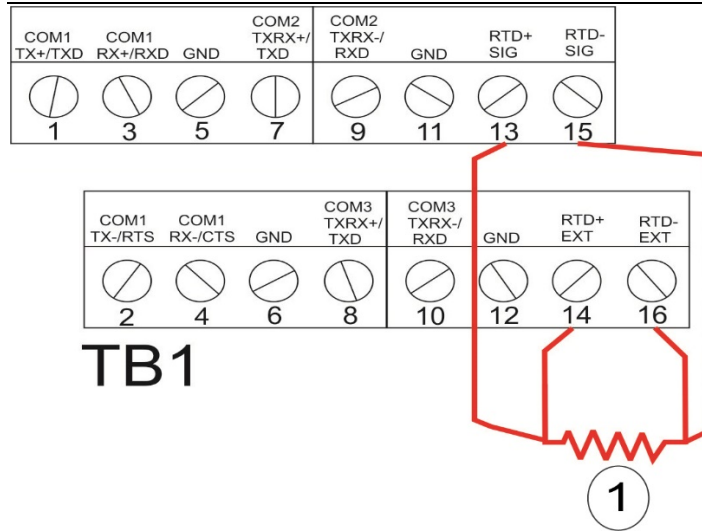 COM1
TX+/TXD
COM1
RX+/RXD
GND
COM2
TXRX+/
TXD
COM2
TXRX-/
RXD
GND
RTD+
SIG
RTD-
SIG
1 3 5 7 9 11 13 15
COM1
TX-/RTS
COM1
RX-/CTS
GND
COM3
TXRX+/
TXD
COM3
TXRX-/
RXD
GND
RTD+
EXT
RTD-
EXT
2 4 6 8 10 12 14 16
TB1
1